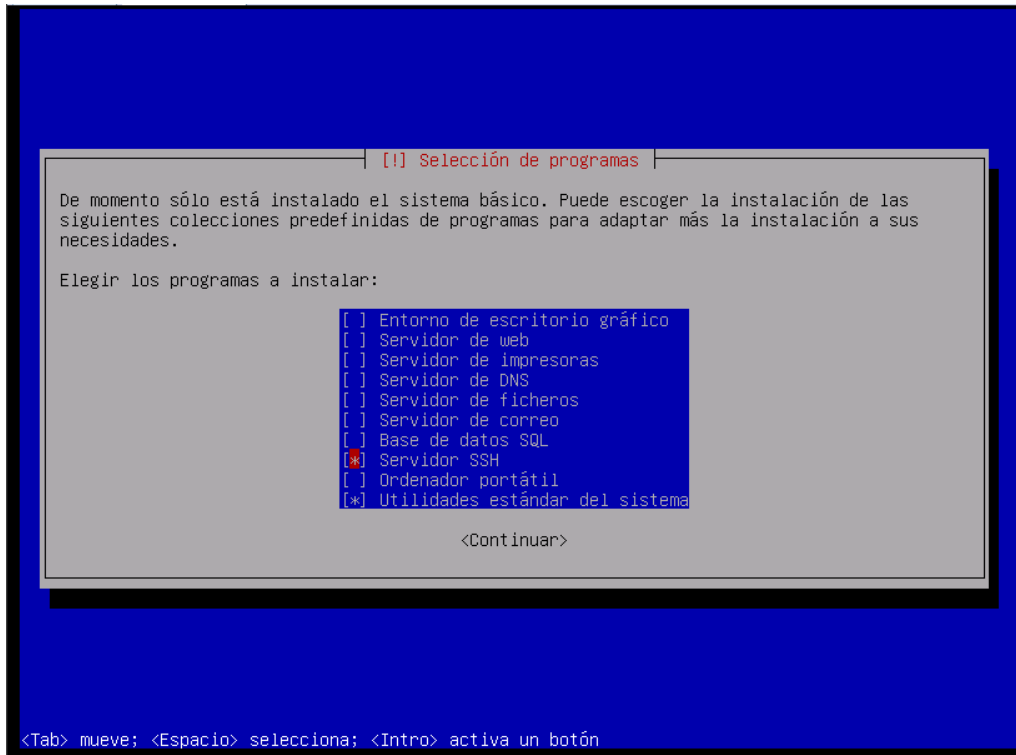 [!] Selección de programas
De momento sólo está instalado el sistema básico. Puede escoger la instalación de las
siguientes colecciones predefinidas de programas para adaptar más la instalación a sus
necesidades.
Elegir los programas a instalar:
[ ] Entorno de escritorio gráfico
[ ] Servidor de web
[ ] Servidor de impresoras
[ ] Servidor de DNS
[ ] Servidor de ficheros
[ ] Servidor de correo
[ ] Base de datos SQL
[*] Servidor SSH
[ ] Ordenador portátil
[*] Utilidades estándar del sistema
<Continuar>
<Tab> mueve; <Espacio> selecciona; <Intro> activa un botón